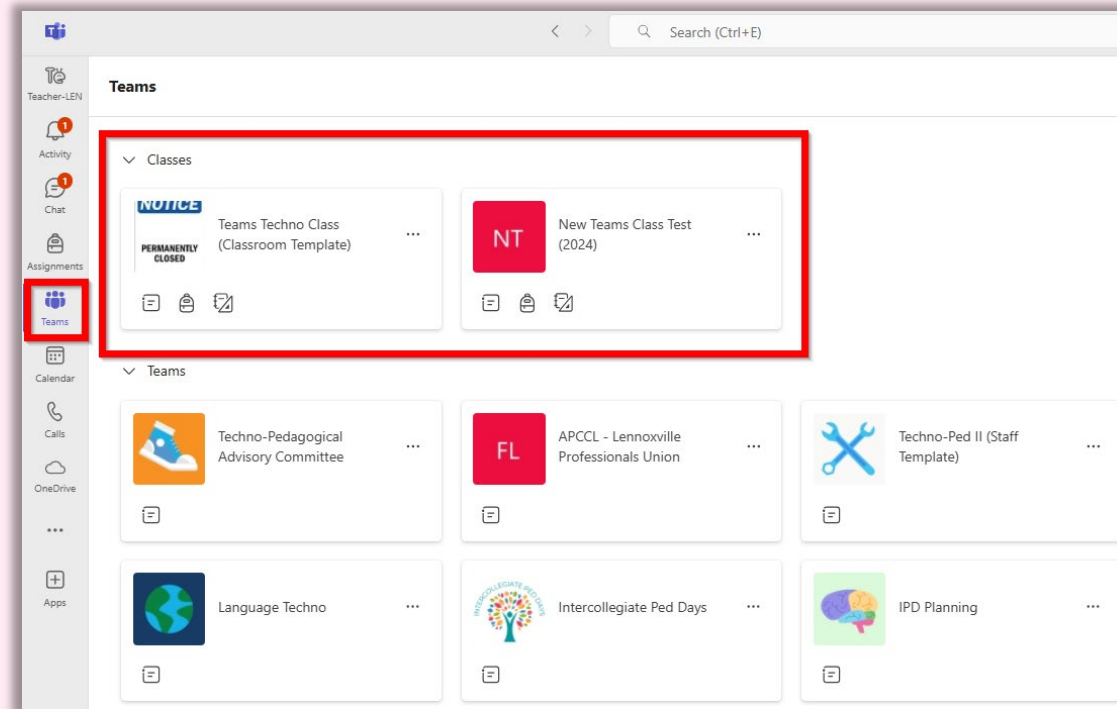 Search (Ctrl+E)
Teacher-LEN
Teams
1
Activity
Classes
1
Chat
NOTICE
PERMANENTLY
CLOSED
Teams Techno Class
(Classroom Template)
...
NT
New Teams Class Test
(2024)
...
Assignments
Teams
Calendar
Teams
Calls
Techno-Pedagogical
Advisory Committee
...
FL
APCCL - Lennoxville
Professionals Union
...
Techno-Ped II (Staff
Template)
...
OneDrive
...
Apps
Language Techno
...
INTERCOLLEGIATE PED DAYS
Intercollegiate Ped Days
...
IPD Planning
...